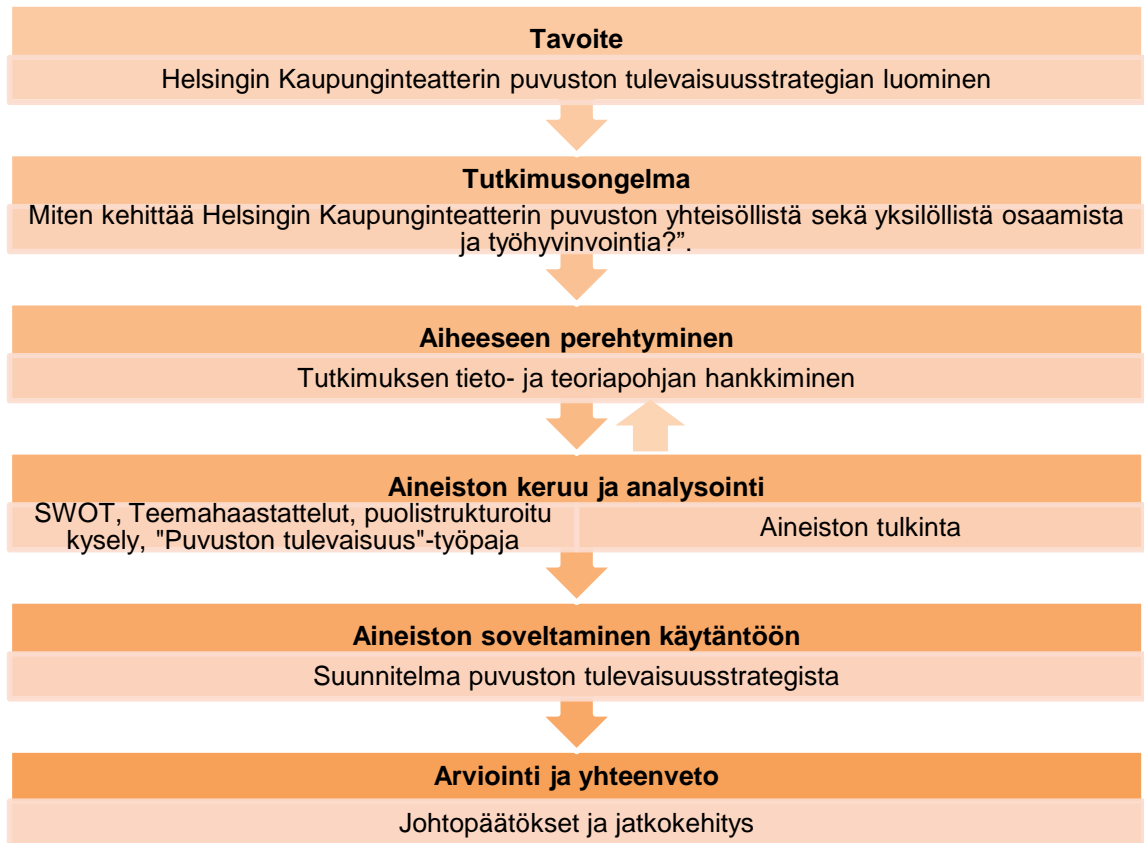 Tavoite
Helsingin Kaupunginteatterin puvuston tulevaisuusstrategian luominen
Tutkimusongelma
Miten kehittää Helsingin Kaupunginteatterin puvuston yhteisöllistä sekä yksilöllistä osaamista
ja työhyvinvointia?”.
Aiheeseen perehtyminen
Tutkimuksen tieto- ja teoriapohjan hankkiminen
Aineiston keruu ja analysointi
SWOT, Teemahaastattelut, puolistrukturoitu
kysely, "Puvuston tulevaisuus"-työpaja
Aineiston tulkinta
Aineiston soveltaminen käytäntöön
Suunnitelma puvuston tulevaisuusstrategista
Arviointi ja yhteenveto
Johtopäätökset ja jatkokehitys